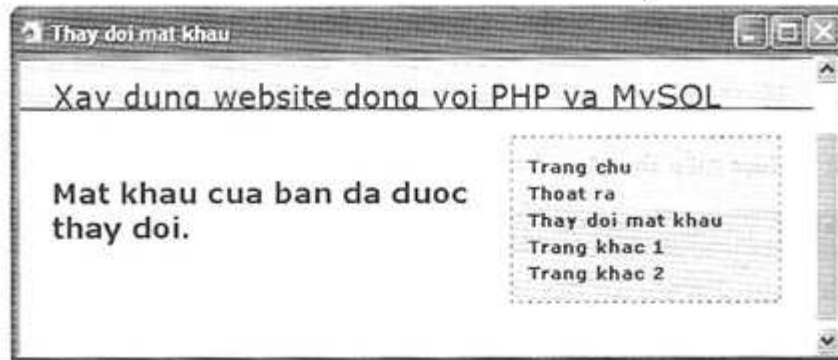 Thay doi mat khau
Xay dung website dong voi PHP va MySQL
Mat khau cua ban da duoc
thay doi.
Trang chu
Thoat ra
Thay doi mat khau
Trang khac 1
Trang khac 2